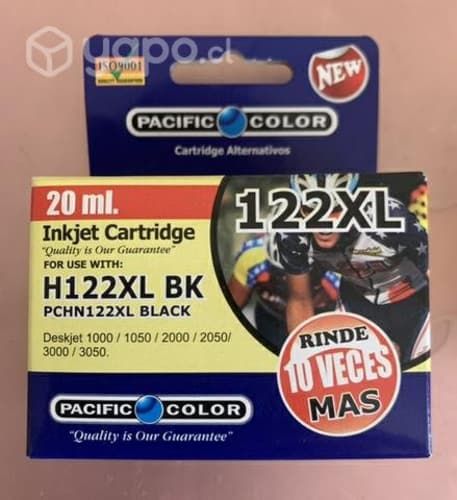 yapo.cl
ISO9001
QUALITY GUARANTEED
NEW
PACIFIC COLOR
Cartridge Alternativos
20 ml.
122XL
Inkjet Cartridge
"Quality is Our Guarantee"
FOR USE WITH:
H122XL BK
PCHN122XL BLACK
Deskjet 1000 / 1050 / 2000 / 2050/
3000 / 3050.
RINDE
10 VECES
MAS
PACIFIC COLOR
"Quality is Our Guarantee"